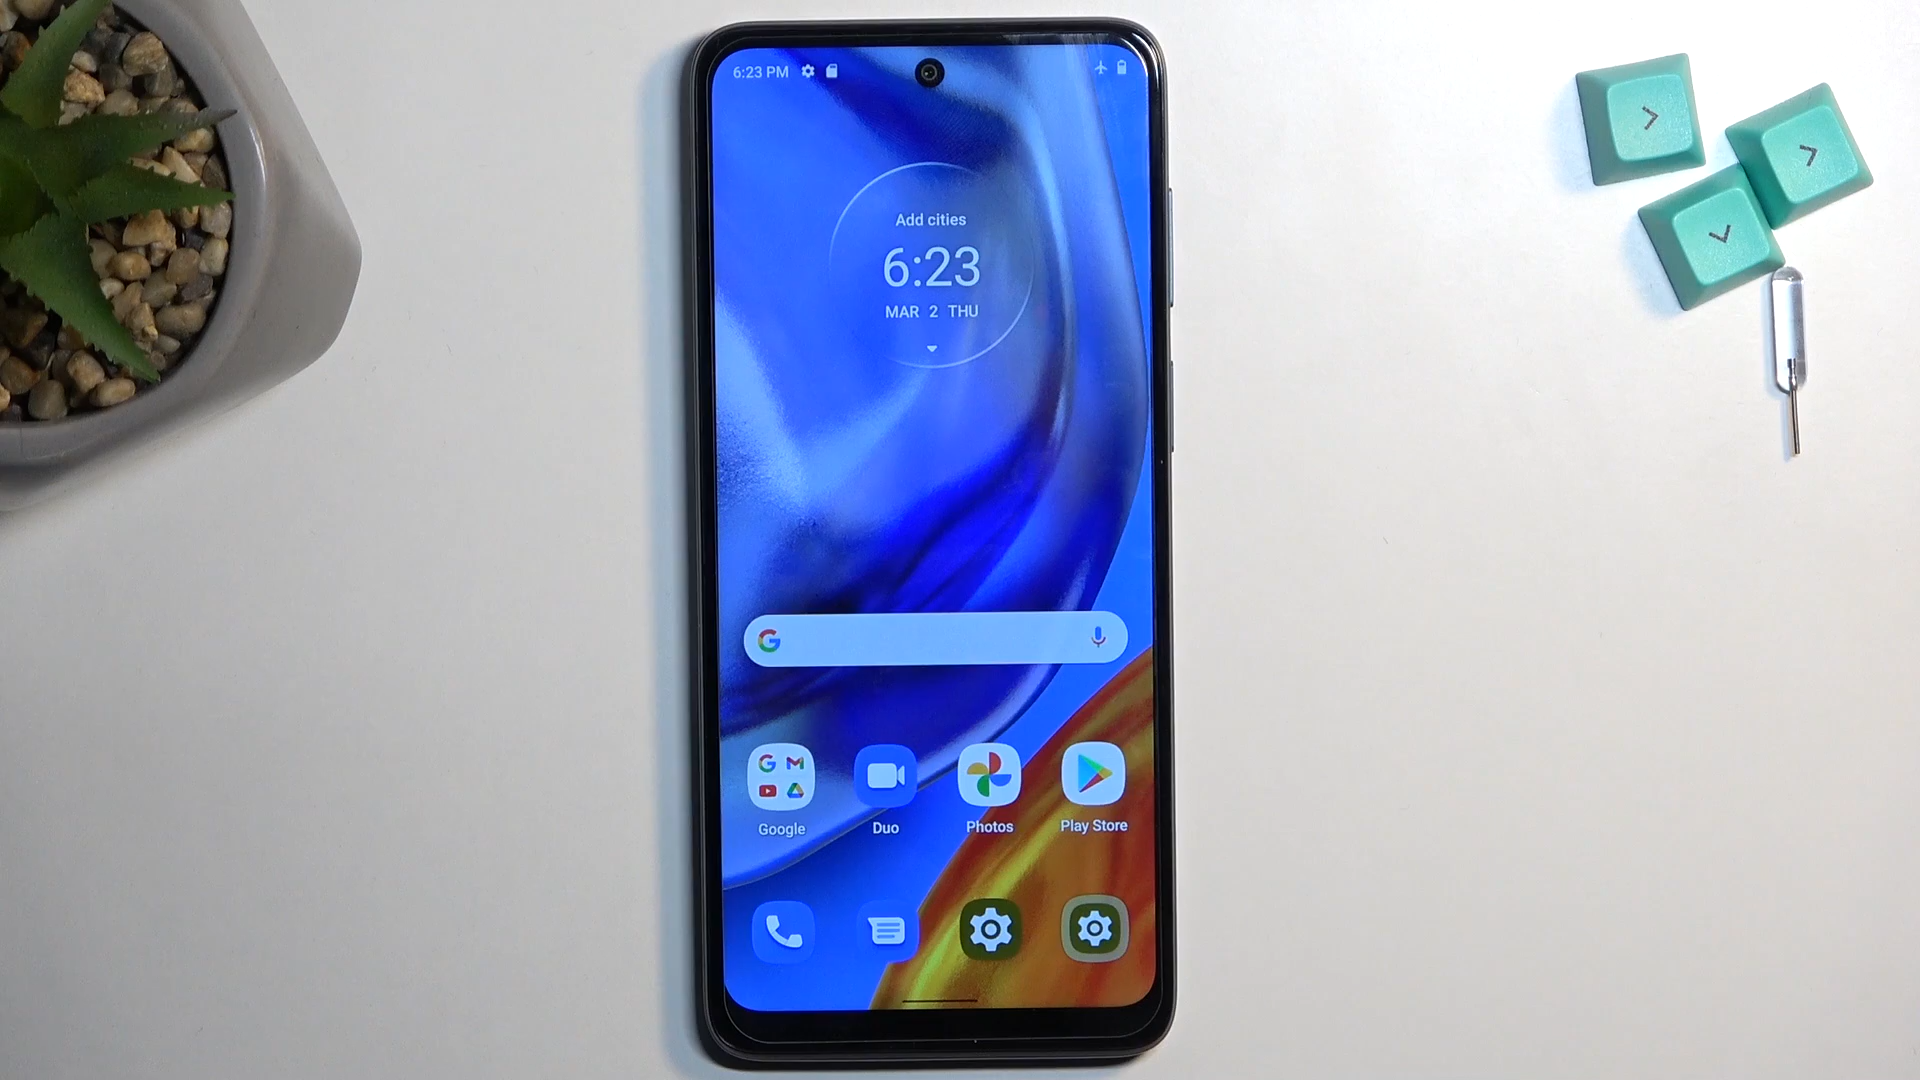 6:23 PM
Add cities
6:23
MAR 2 THU
Google
Duo
Photos
Play Store